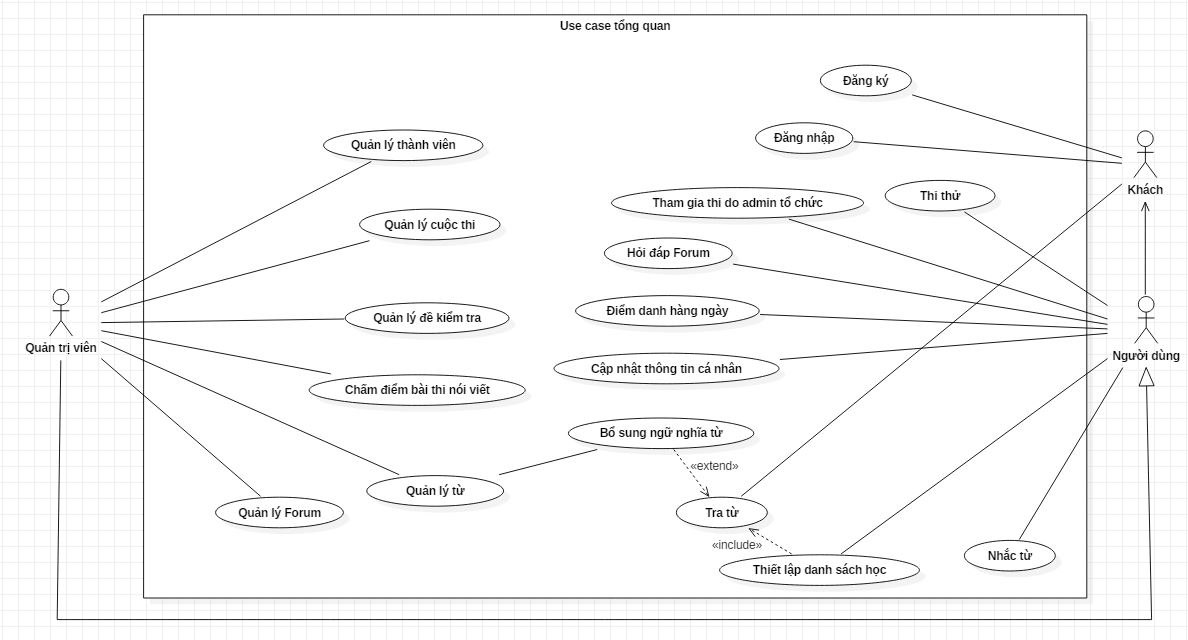 Use case tổng quan
Đăng ký
Đăng nhập
Quản lý thành viên
Khách
Tham gia thi do admin tổ chức
Thi thử
Quản lý cuộc thi
Hỏi đáp Forum
Điểm danh hàng ngày
Quản lý đề kiểm tra
Quản trị viên
Người dùng
Cập nhật thông tin cá nhân
Chấm điểm bài thi nói viết
Bổ sung ngữ nghĩa từ
«extend»
Quản lý từ
Quản lý Forum
Tra từ
«include»
Nhắc từ
Thiết lập danh sách học